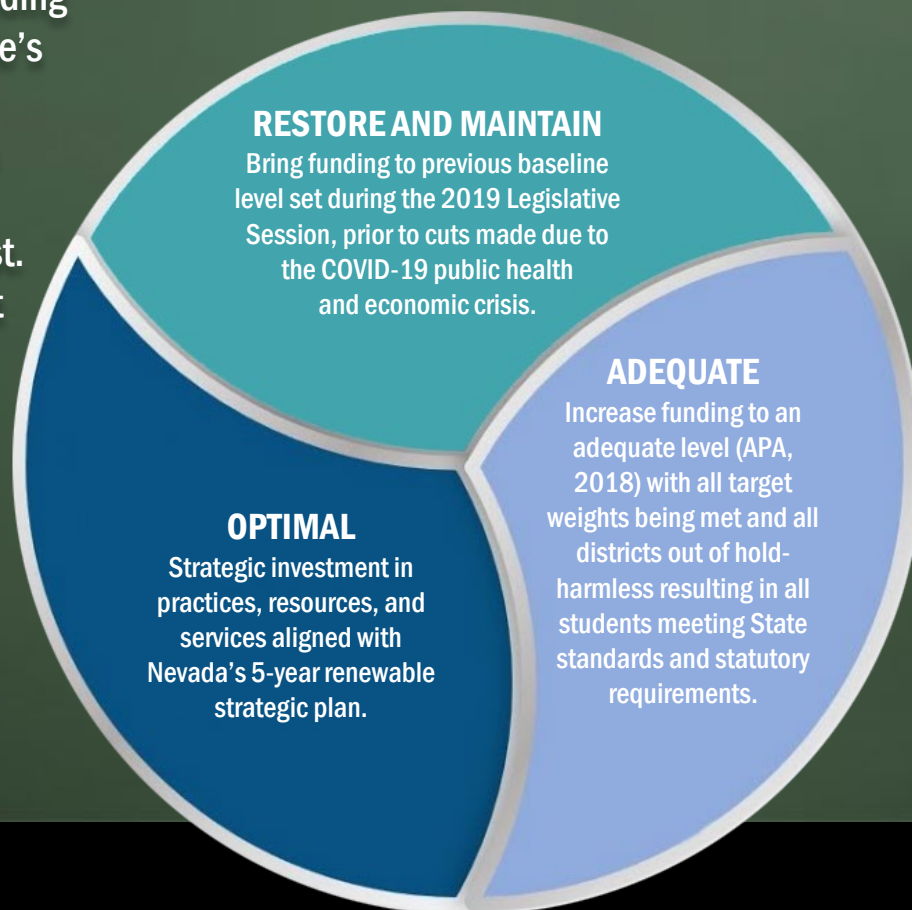 e's
st.
RESTORE AND MAINTAIN
Bring funding to previous baseline
level set during the 2019 Legislative
Session, prior to cuts made due to
the COVID-19 public health
and economic crisis.
ADEQUATE
Increase funding to an
adequate level (APA,
2018) with all target
weights being met and all
districts out of hold-
harmless resulting in all
students meeting State
standards and statutory
requirements.
OPTIMAL
Strategic investment in
practices, resources, and
services aligned with
Nevada's 5-year renewable
strategic plan.